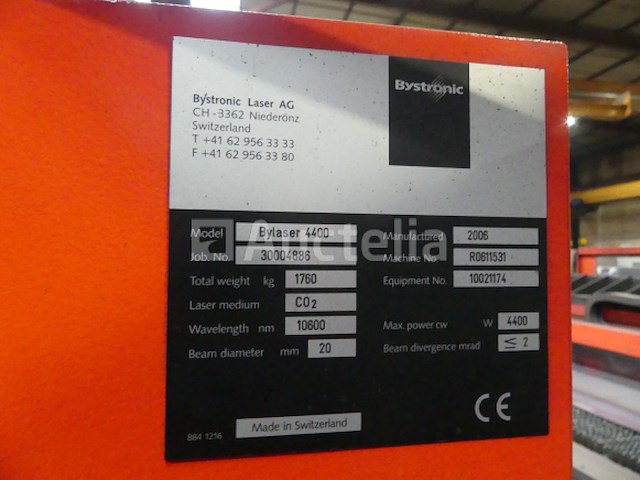 Bystronic Laser AG
CH-3362 Niederönz
Switzerland
T +41 62 956 33 33
F +41 62 956 33 80
Bystronic
Model Bylaser 4400
Job. No. 30004886
Total weight kg 1760
Laser medium CO2
Wavelength nm 10600
Beam diameter mm 20
Manufactured 2006
Machine No R0611531
Equipment No. 10021174
Max. power cw W 4400
Beam divergence mrad ≤ 2
Auctelia
Made in Switzerland
CE
884 1216